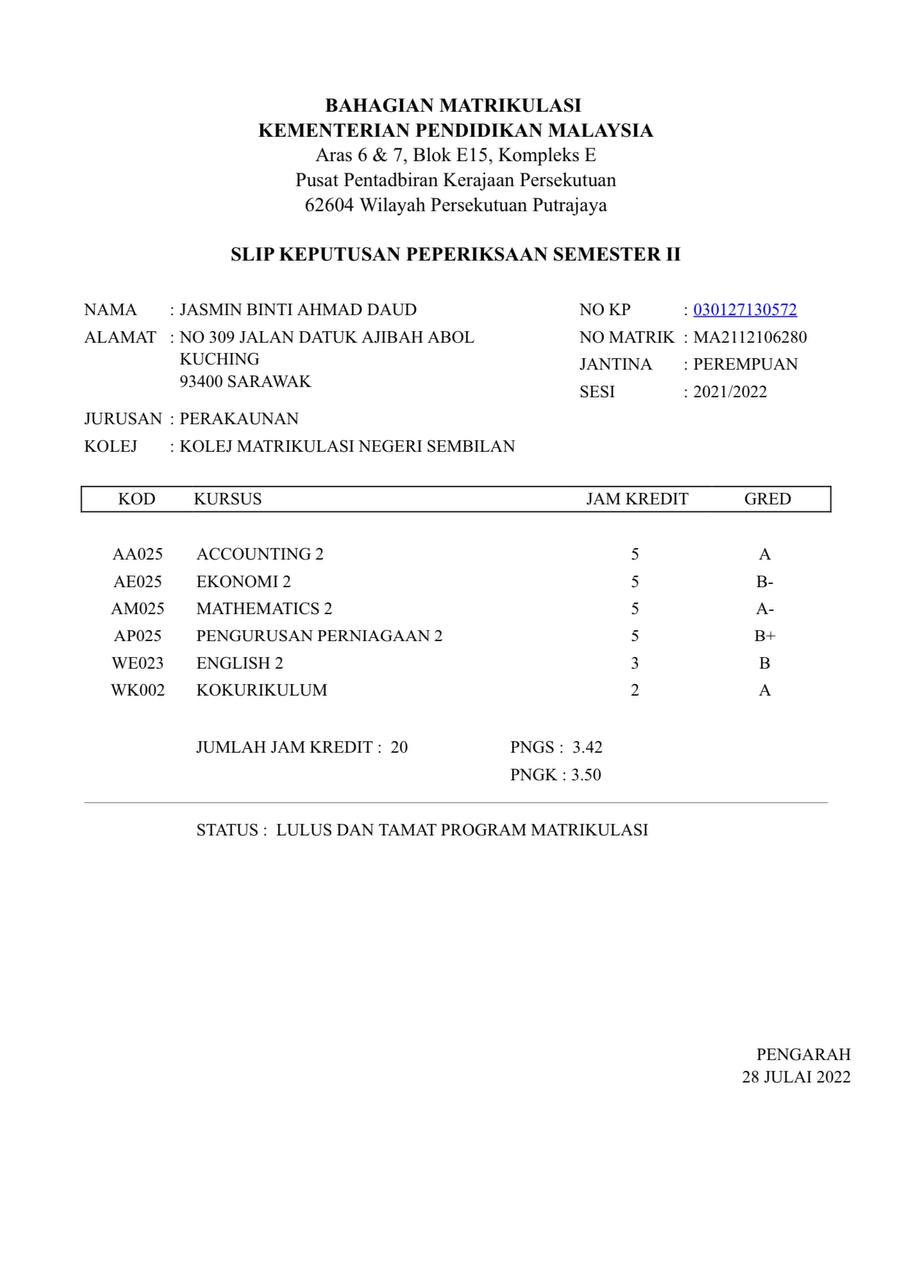 BAHAGIAN MATRIKULASI
KEMENTERIAN PENDIDIKAN MALAYSIA
Aras 6 & 7, Blok E15, Kompleks E
Pusat Pentadbiran Kerajaan Persekutuan
62604 Wilayah Persekutuan Putrajaya
SLIP KEPUTUSAN PEPERIKSAAN SEMESTER II
NAMA : JASMIN BINTI AHMAD DAUD NO KP : 030127130572
ALAMAT : NO 309 JALAN DATUK AJIBAH ABOL NO MATRIK : MA2112106280
KUCHING JANTINA : PEREMPUAN
93400 SARAWAK SESI : 2021/2022
JURUSAN : PERAKAUNAN
KOLEJ : KOLEJ MATRIKULASI NEGERI SEMBILAN
KOD KURSUS JAM KREDIT GRED
AA025 ACCOUNTING 2 5 A
AE025 EKONOMI 2 5 B-
AM025 MATHEMATICS 2 5 A-
AP025 PENGURUSAN PERNIAGAAN 2 5 B+
WE023 ENGLISH 2 3 B
WK002 KOKURIKULUM 2 A
JUMLAH JAM KREDIT : 20 PNGS : 3.42
PNGK : 3.50
STATUS : LULUS DAN TAMAT PROGRAM MATRIKULASI
PENGARAH
28 JULAI 2022